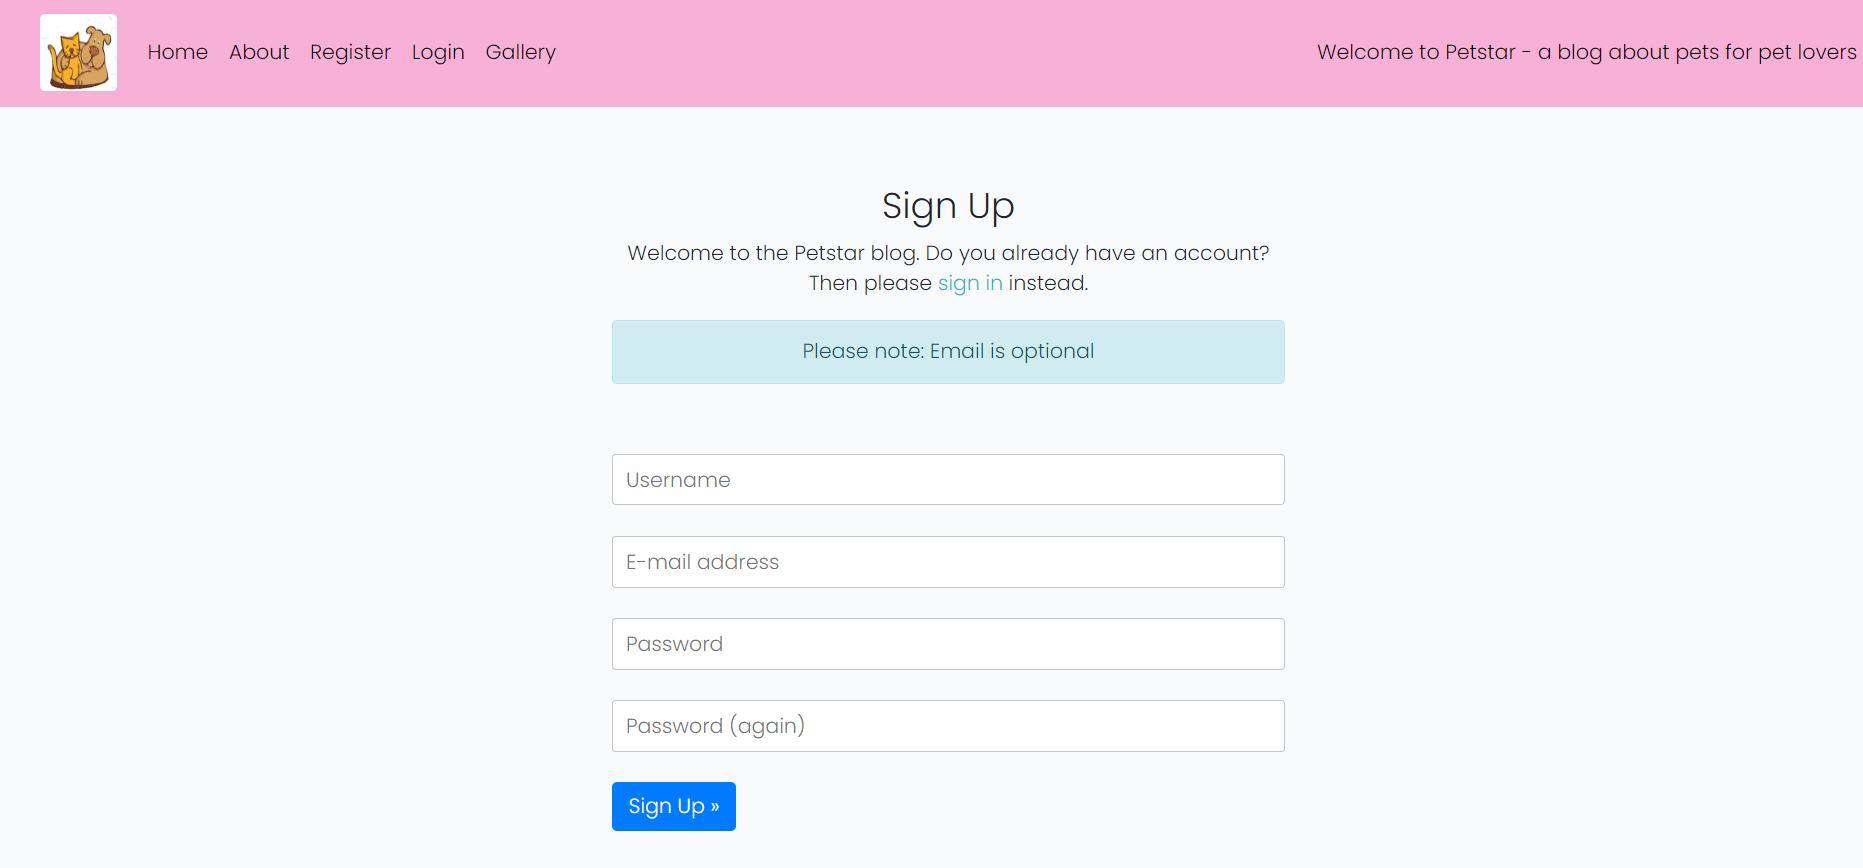 Home About Register Login Gallery Welcome to Petstar - a blog about pets for pet lovers
Sign Up
Welcome to the Petstar blog. Do you already have an account?
Then please sign in instead.
Please note: Email is optional
Username
E-mail address
Password
Password (again)
Sign Up »